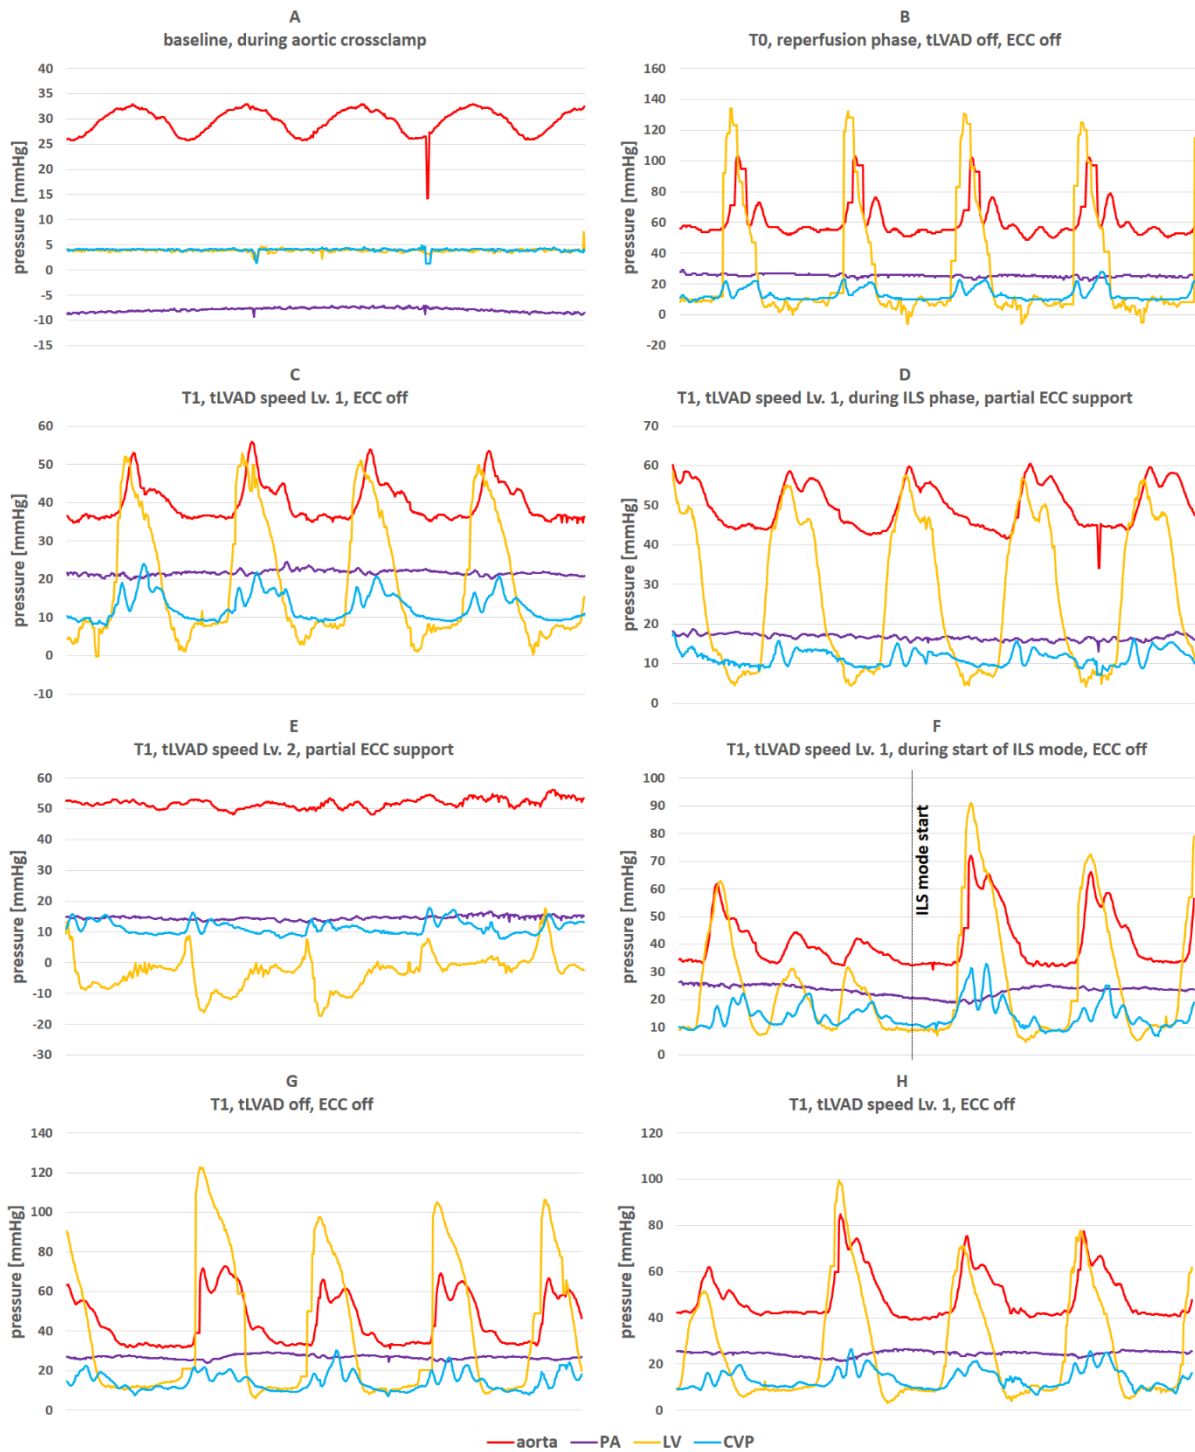 A
baseline, during aortic crossclamp
pressure [mmHg]
40
35
30
25
20
15
10
5
0
-5
-10
-15
B
T0, reperfusion phase, tLVAD off, ECC off
pressure [mmHg]
160
140
120
100
80
60
40
20
0
-20
C
T1, tLVAD speed Lv. 1, ECC off
pressure [mmHg]
60
50
40
30
20
10
0
-10
D
T1, tLVAD speed Lv. 1, during ILS phase, partial ECC support
pressure [mmHg]
70
60
50
40
30
20
10
0
E
T1, tLVAD speed Lv. 2, partial ECC support
pressure [mmHg]
60
50
40
30
20
10
0
-10
-20
-30
F
T1, tLVAD speed Lv. 1, during start of ILS mode, ECC off
pressure [mmHg]
100
90
80
70
60
50
40
30
20
10
0
ILS mode start
G
T1, tLVAD off, ECC off
pressure [mmHg]
140
120
100
80
60
40
20
0
H
T1, tLVAD speed Lv. 1, ECC off
pressure [mmHg]
120
100
80
60
40
20
0
aorta PA LV CVP